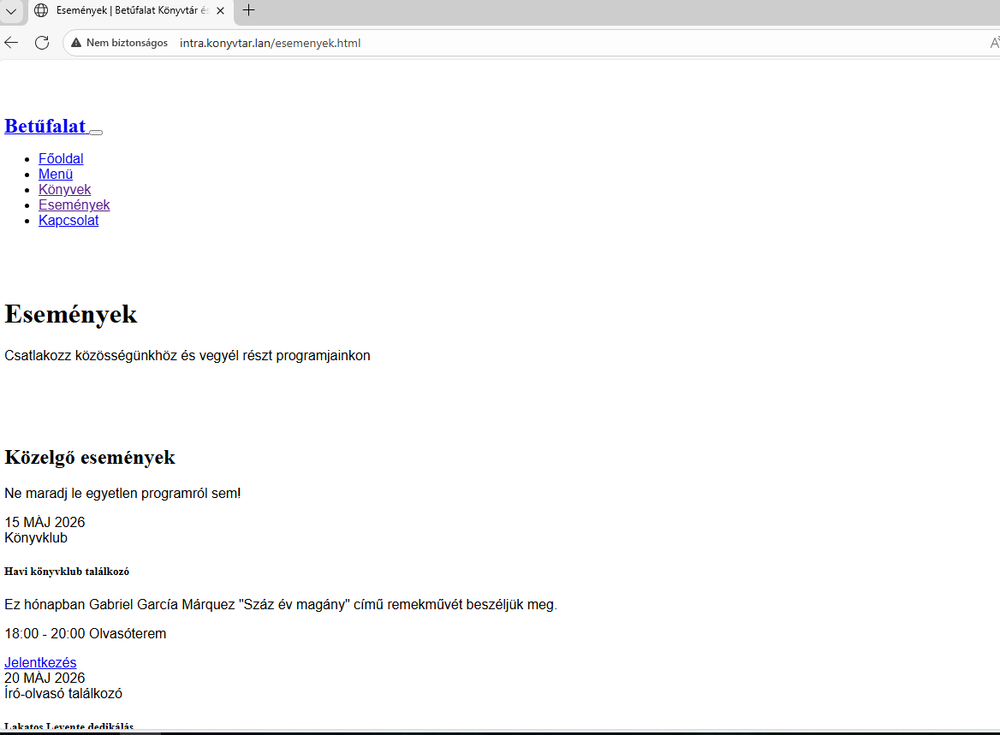 Események | Betűfalat Könyvtár és
Nem biztonságos intra.konyvtar.lan/esemenyek.html
Betűfalat
Főoldal
Menü
Könyvek
Események
Kapcsolat
Események
Csatlakozz közösségünkhöz és vegyél részt programjainkon
Közelgő események
Ne maradj le egyetlen programról sem!
15 MÁJ 2026
Könyvklub
Havi könyvklub találkozó
Ez hónapban Gabriel García Márquez "Száz év magány" című remekművét beszéljük meg.
18:00 - 20:00 Olvasóterem
Jelentkezés
20 MÁJ 2026
Író-olvasó találkozó
Lakatos Levente dedikálás